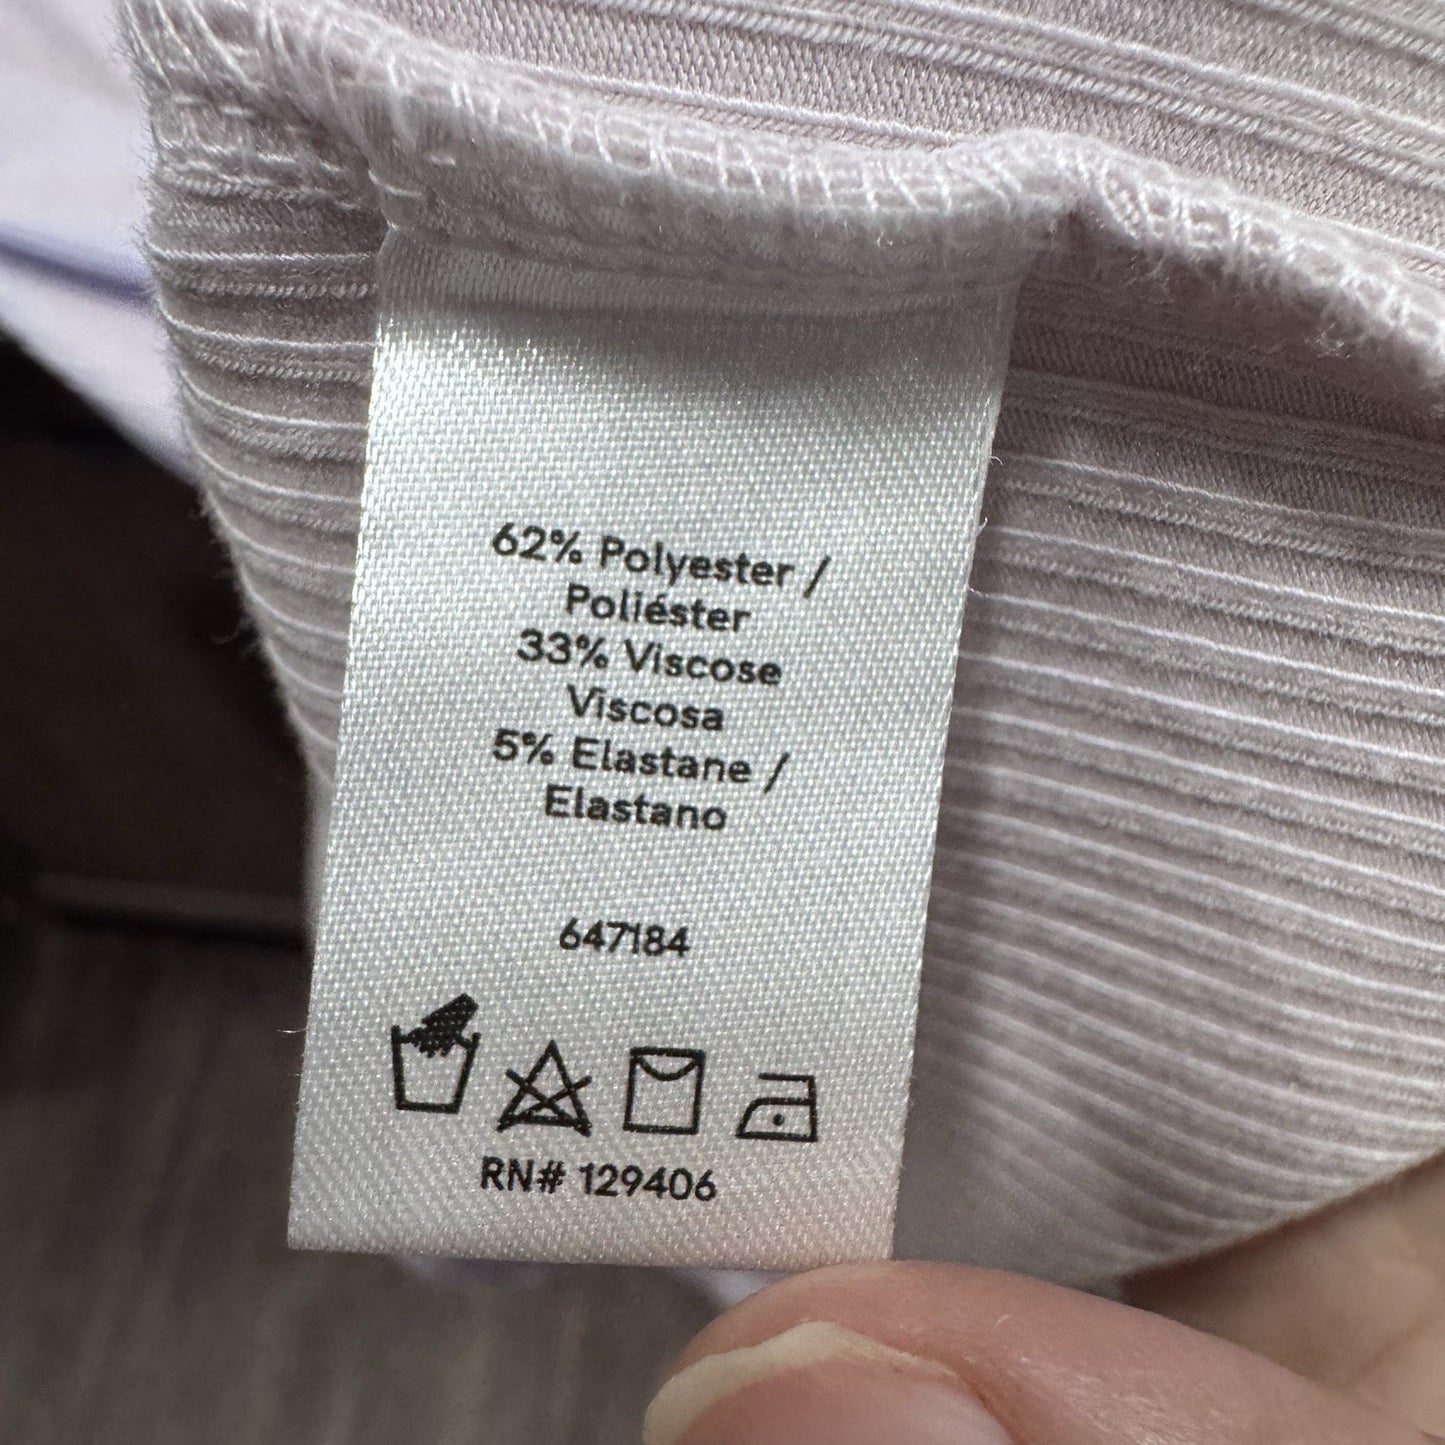 62% Polyester /
Poliéster
33% Viscose
Viscosa
5% Elastane /
Elastano
647184
RN# 129406